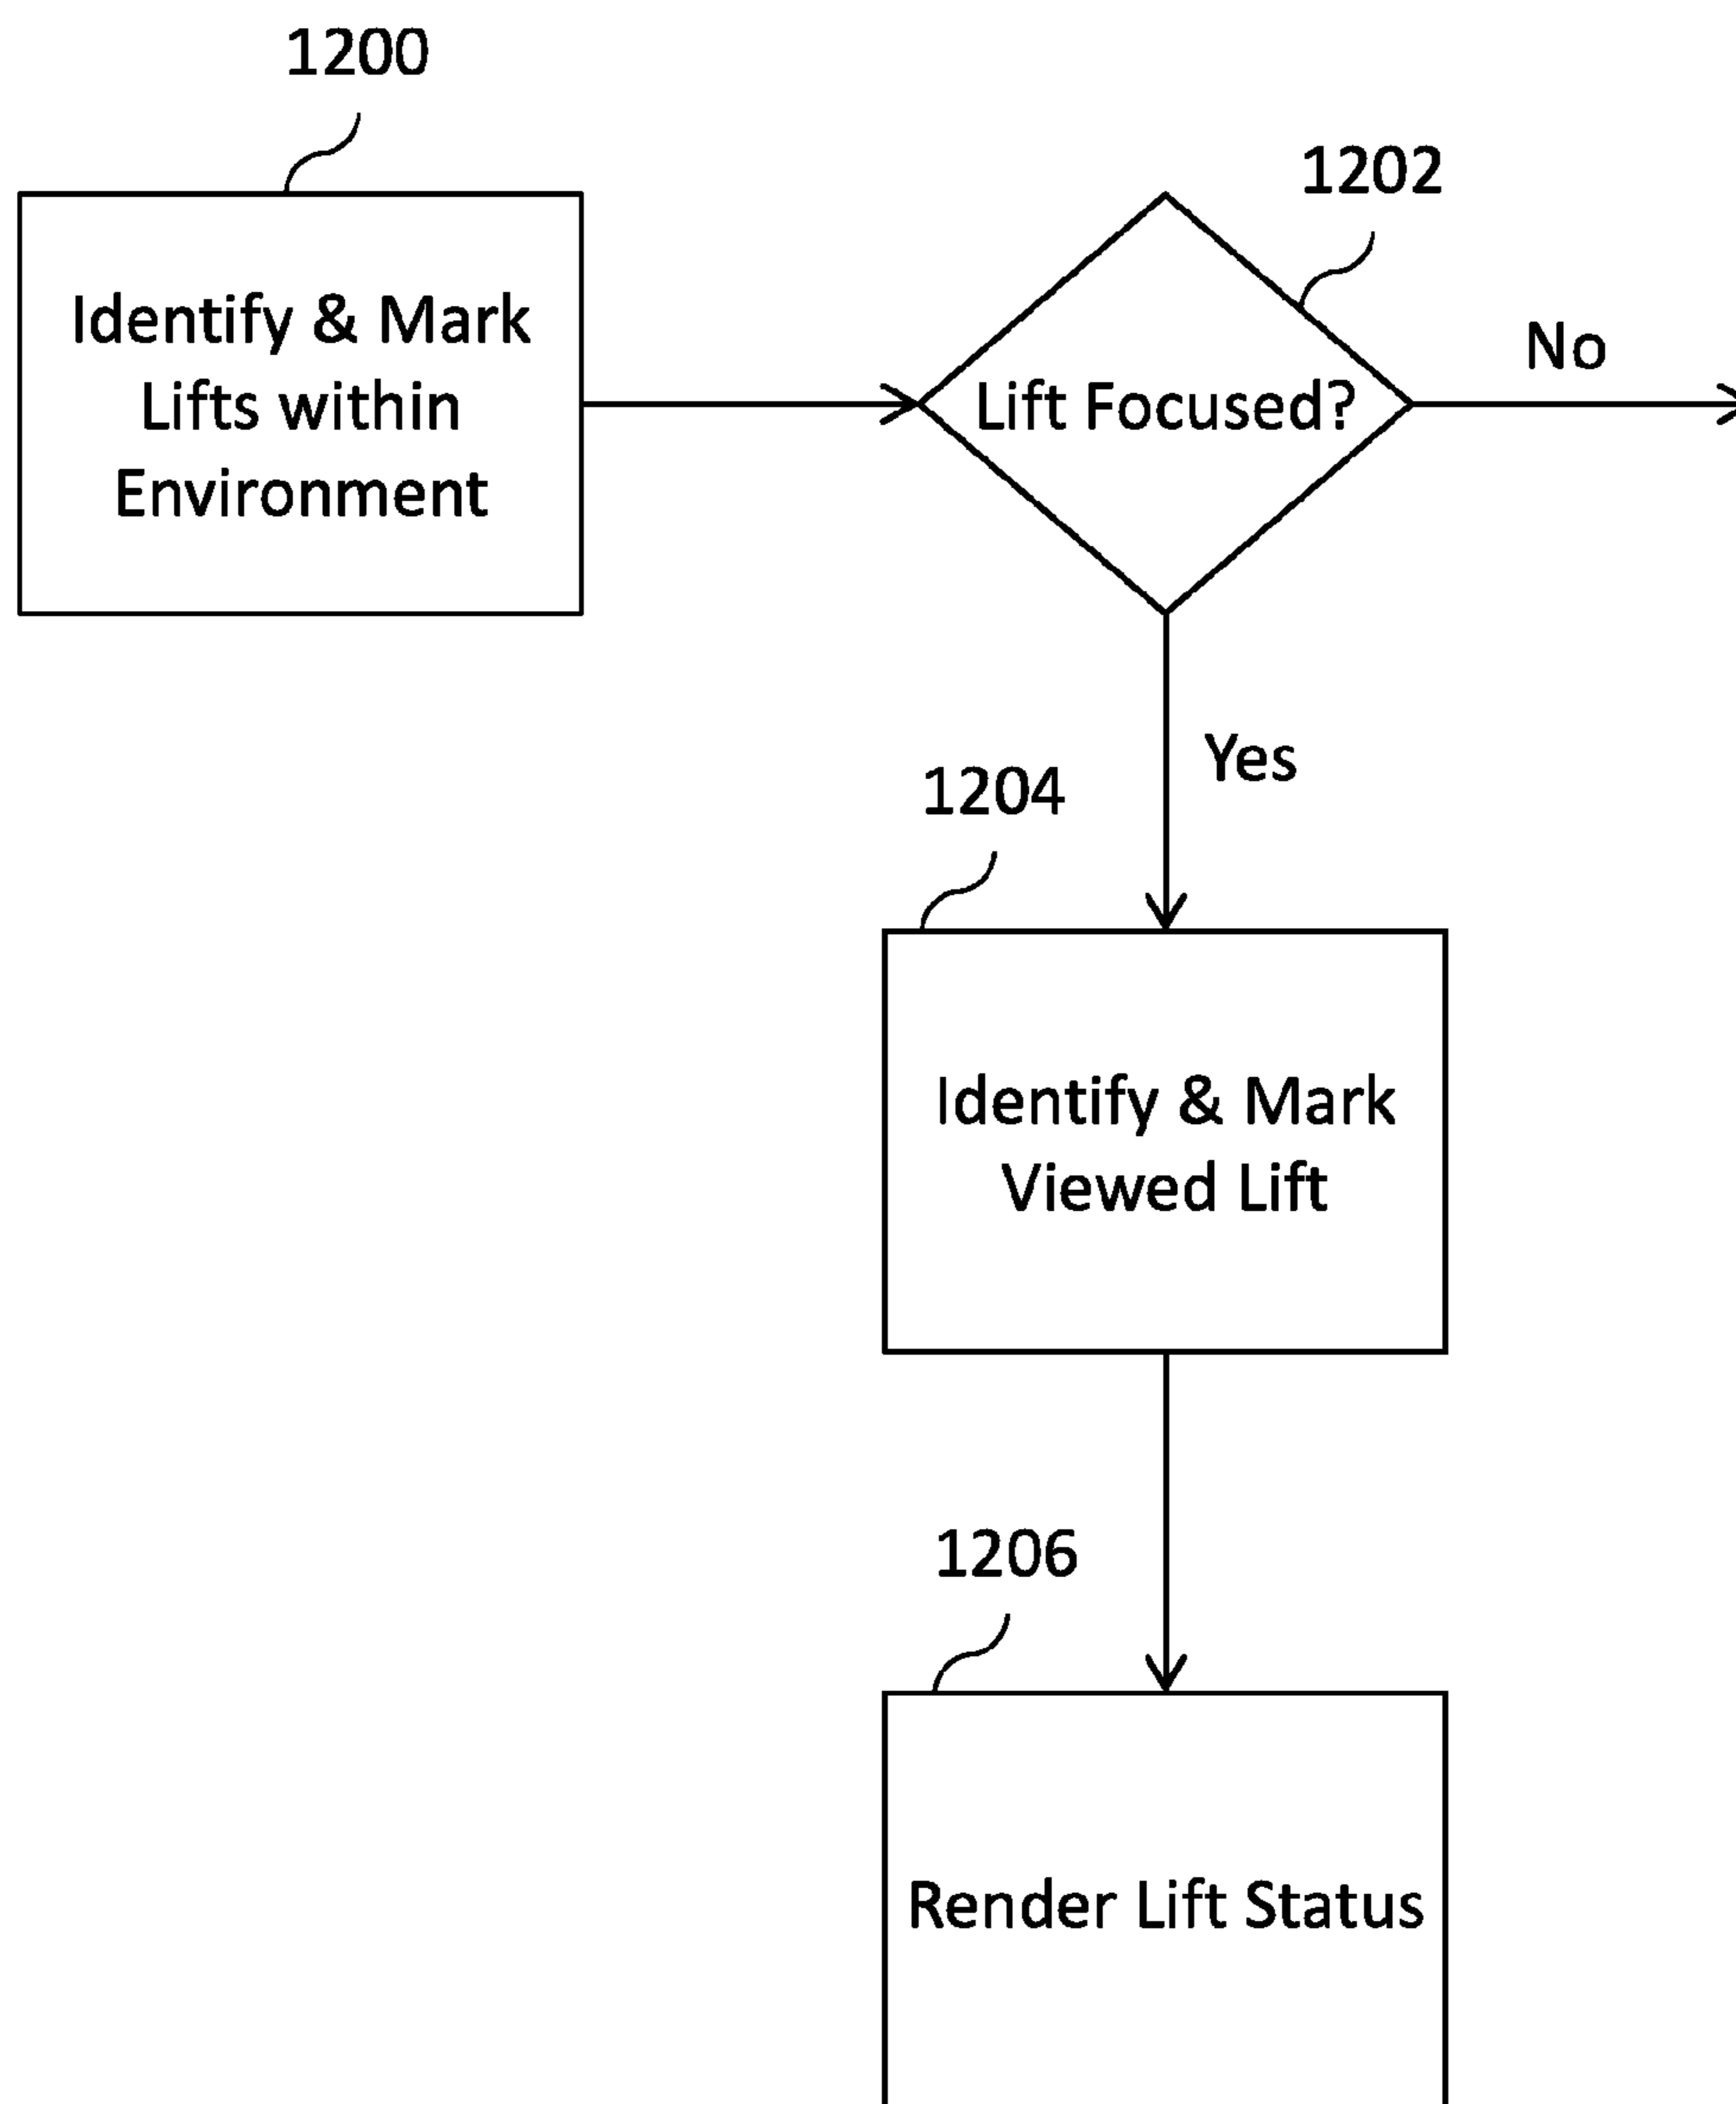 1200
Identify & Mark
Lifts within
Environment
1202
Lift Focused?
No
Yes
1204
Identify & Mark
Viewed Lift
1206
Render Lift Status